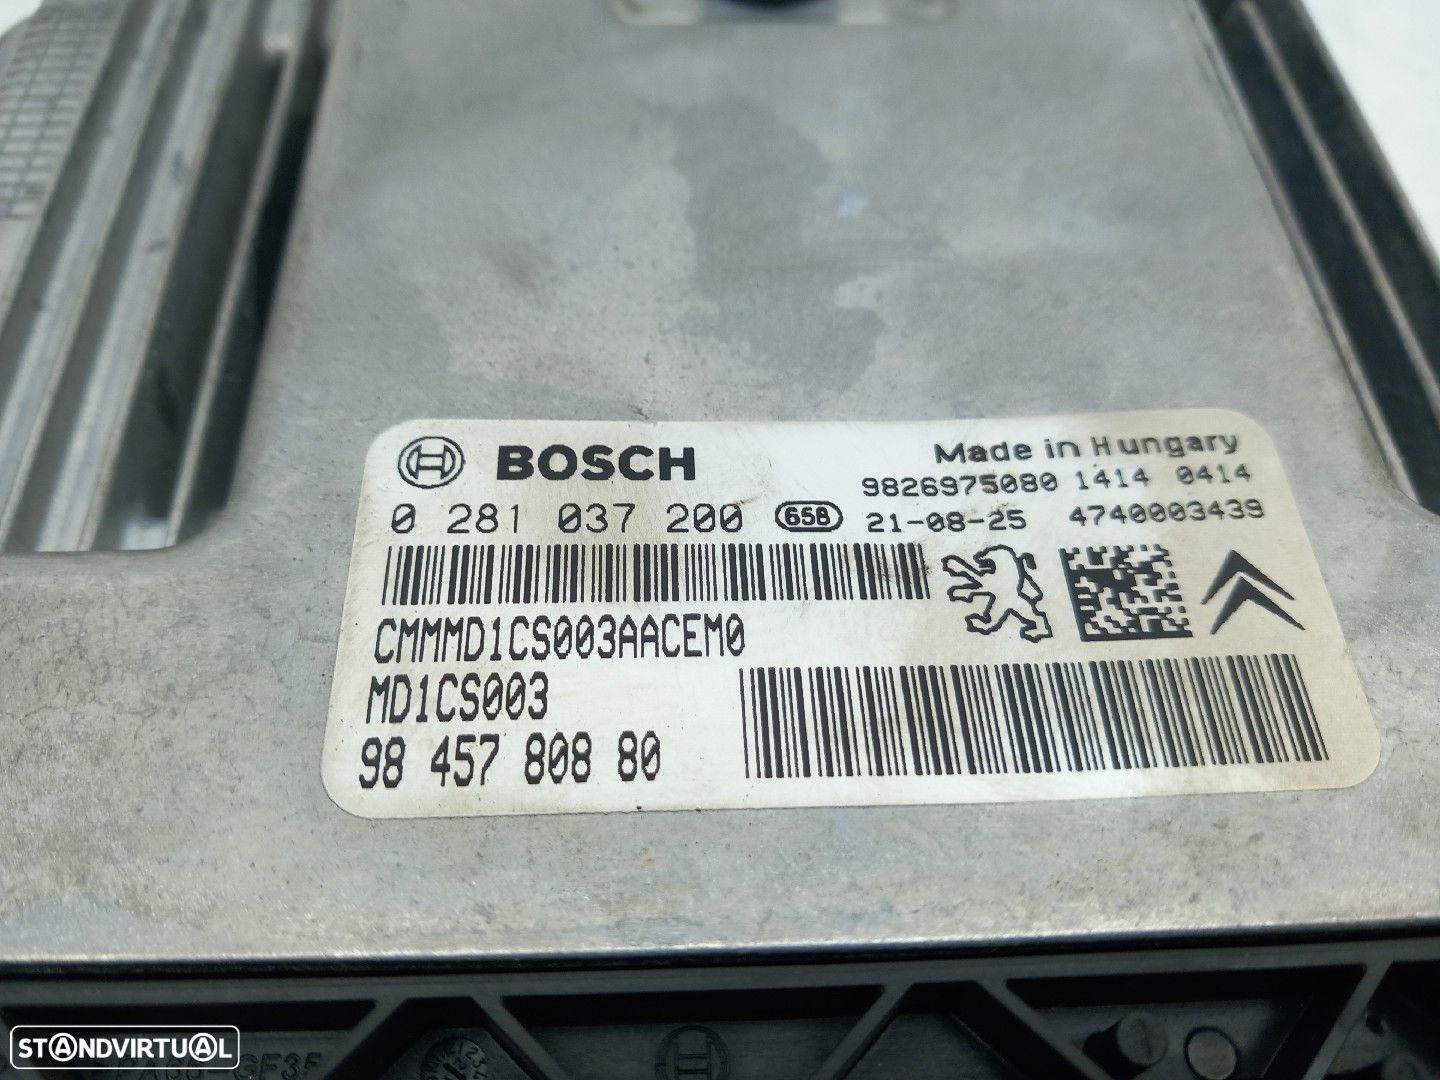 BOSCH
Made in Hungary
9826975080 1414 0414
0 281 037 200 658 21-08-25 4740003439
CMMMD1CS003AACEM0
MD1CS003
98 457 808 80
STANDVIRTUAL